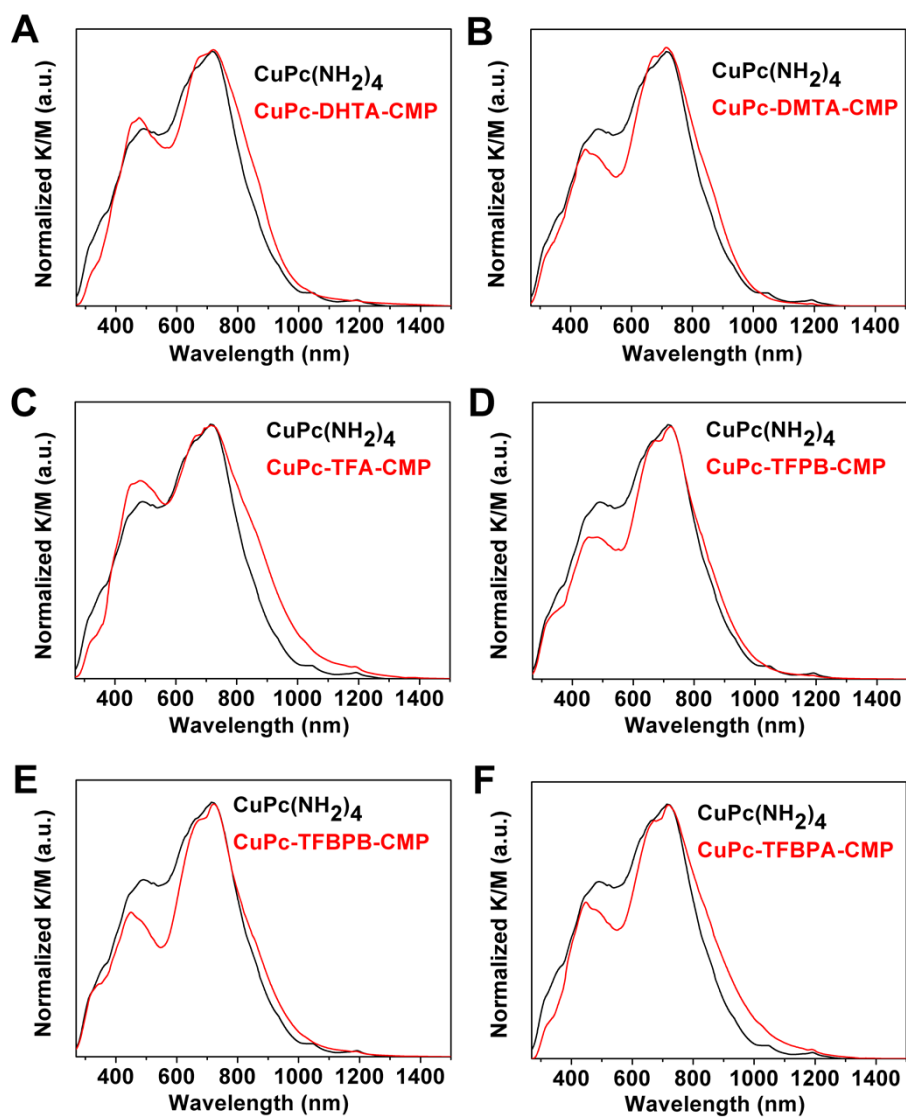 A
CuPc(NH2)4
CuPc-DHTA-CMP
Normalized K/M (a.u.)
400 600 800 1000 1200 1400
Wavelength (nm)
B
CuPc(NH2)4
CuPc-DMTA-CMP
Normalized K/M (a.u.)
400 600 800 1000 1200 1400
Wavelength (nm)
C
CuPc(NH2)4
CuPc-TFA-CMP
Normalized K/M (a.u.)
400 600 800 1000 1200 1400
Wavelength (nm)
D
CuPc(NH2)4
CuPc-TFPB-CMP
Normalized K/M (a.u.)
400 600 800 1000 1200 1400
Wavelength (nm)
E
CuPc(NH2)4
CuPc-TFBPB-CMP
Normalized K/M (a.u.)
400 600 800 1000 1200 1400
Wavelength (nm)
F
CuPc(NH2)4
CuPc-TFBPA-CMP
Normalized K/M (a.u.)
400 600 800 1000 1200 1400
Wavelength (nm)